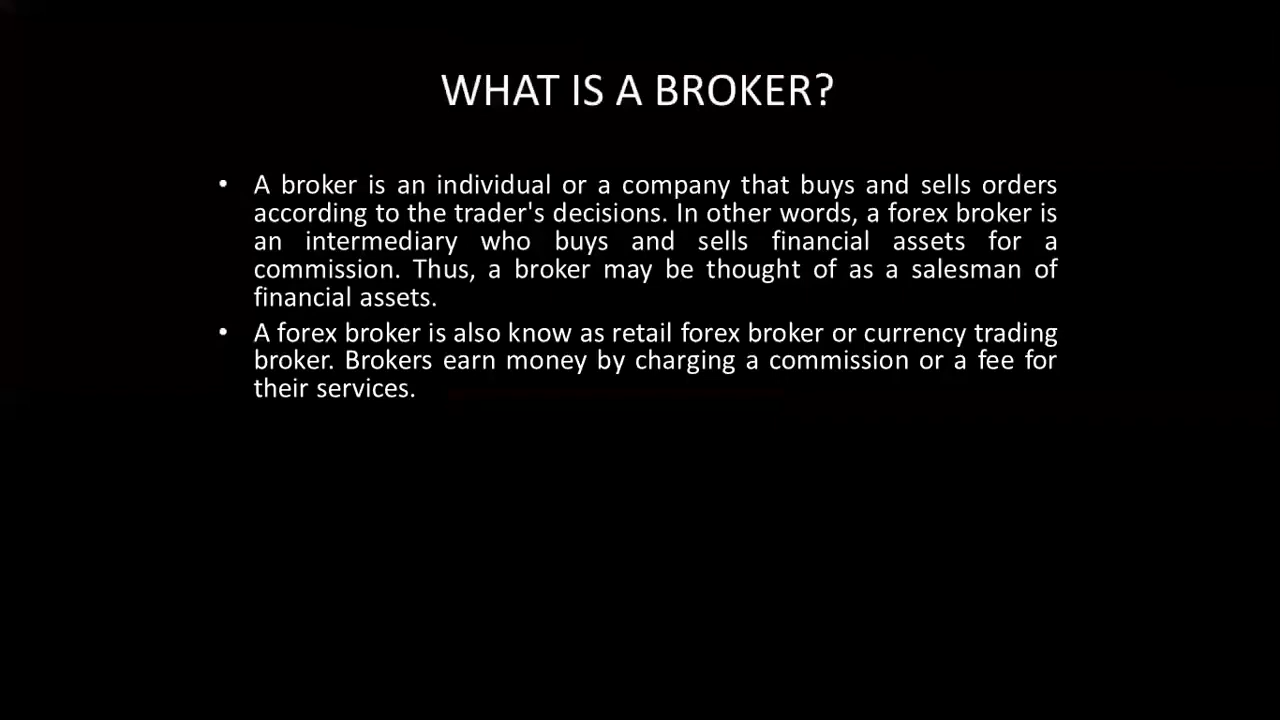 WHAT IS A BROKER?
• A broker is an individual or a company that buys and sells orders
according to the trader's decisions. In other words, a forex broker is
an intermediary who buys and sells financial assets for a
commission. Thus, a broker may be thought of as a salesman of
financial assets.
• A forex broker is also know as retail forex broker or currency trading
broker. Brokers earn money by charging a commission or a fee for
their services.